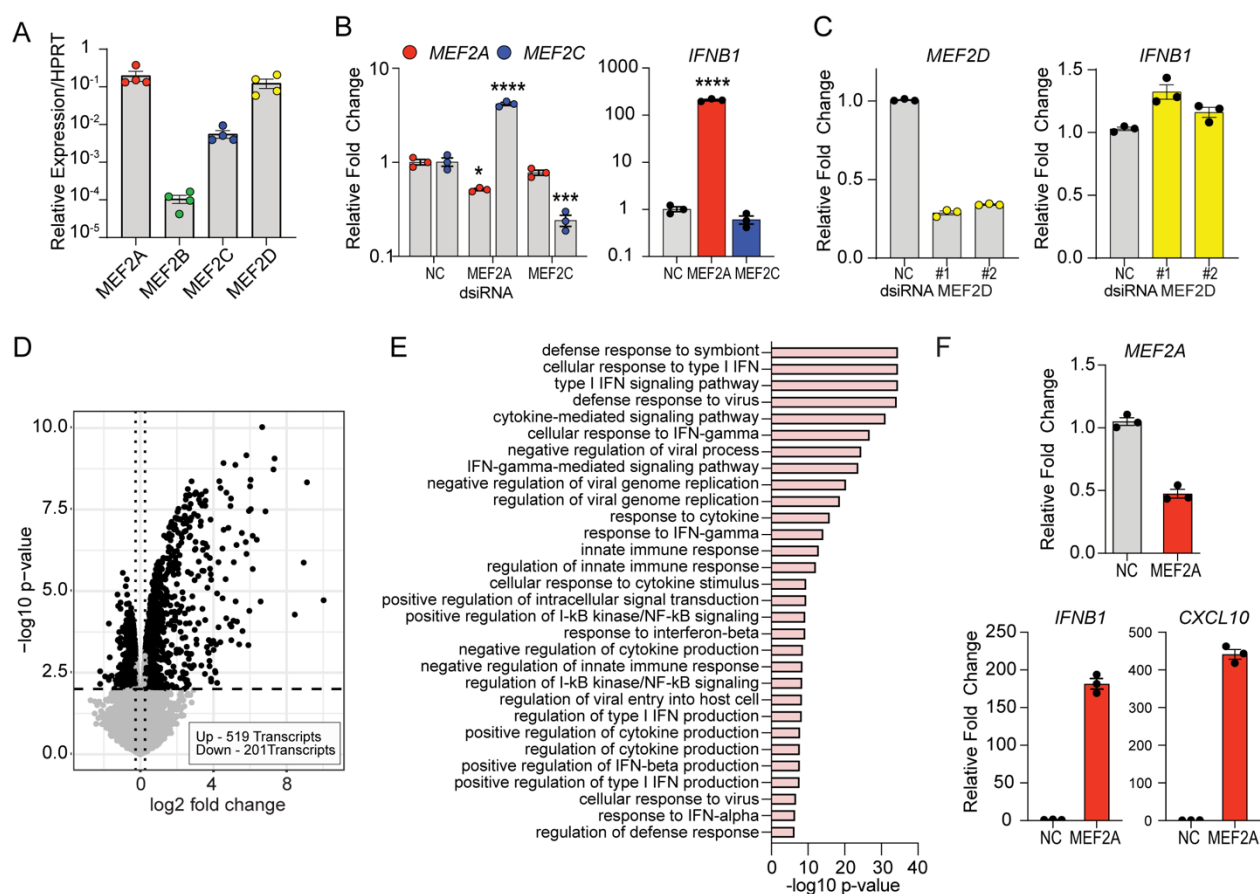 A
Relative Expression/HPRT
1
10-1
10-2
10-3
10-4
10-5
MEF2A
MEF2B
MEF2C
MEF2D
B
MEF2A
MEF2C
Relative Fold Change
10
1
0.1
*
****
***
NC
MEF2A
MEF2C
dsiRNA
IFNB1
1000
100
10
1
0.1
****
NC
MEF2A
MEF2C
C
MEF2D
Relative Fold Change
1.0
0.5
0.0
NC
#1
#2
dsiRNA MEF2D
IFNB1
1.5
1.0
0.5
0.0
NC
#1
#2
dsiRNA MEF2D
D
−log10 p−value
10.0
7.5
5.0
2.5
0.0
Up - 519 Transcripts
Down - 201Transcripts
0
4
8
log2 fold change
E
defense response to symbiont
cellular response to type I IFN
type I IFN signaling pathway
defense response to virus
cytokine-mediated signaling pathway
cellular response to IFN-gamma
negative regulation of viral process
IFN-gamma-mediated signaling pathway
negative regulation of viral genome replication
regulation of viral genome replication
response to cytokine
response to IFN-gamma
innate immune response
regulation of innate immune response
cellular response to cytokine stimulus
positive regulation of intracellular signal transduction
positive regulation of I-kB kinase/NF-kB signaling
response to interferon-beta
negative regulation of cytokine production
negative regulation of innate immune response
regulation of I-kB kinase/NF-kB signaling
regulation of viral entry into host cell
regulation of type I IFN production
positive regulation of cytokine production
regulation of cytokine production
positive regulation of IFN-beta production
positive regulation of type I IFN production
cellular response to virus
response to IFN-alpha
regulation of defense response
0
10
20
30
40
-log10 p-value
F
MEF2A
Relative Fold Change
1.5
1.0
0.5
0.0
NC
MEF2A
IFNB1
Relative Fold Change
250
200
150
100
50
0
NC
MEF2A
CXCL10
500
400
300
200
100
0
NC
MEF2A